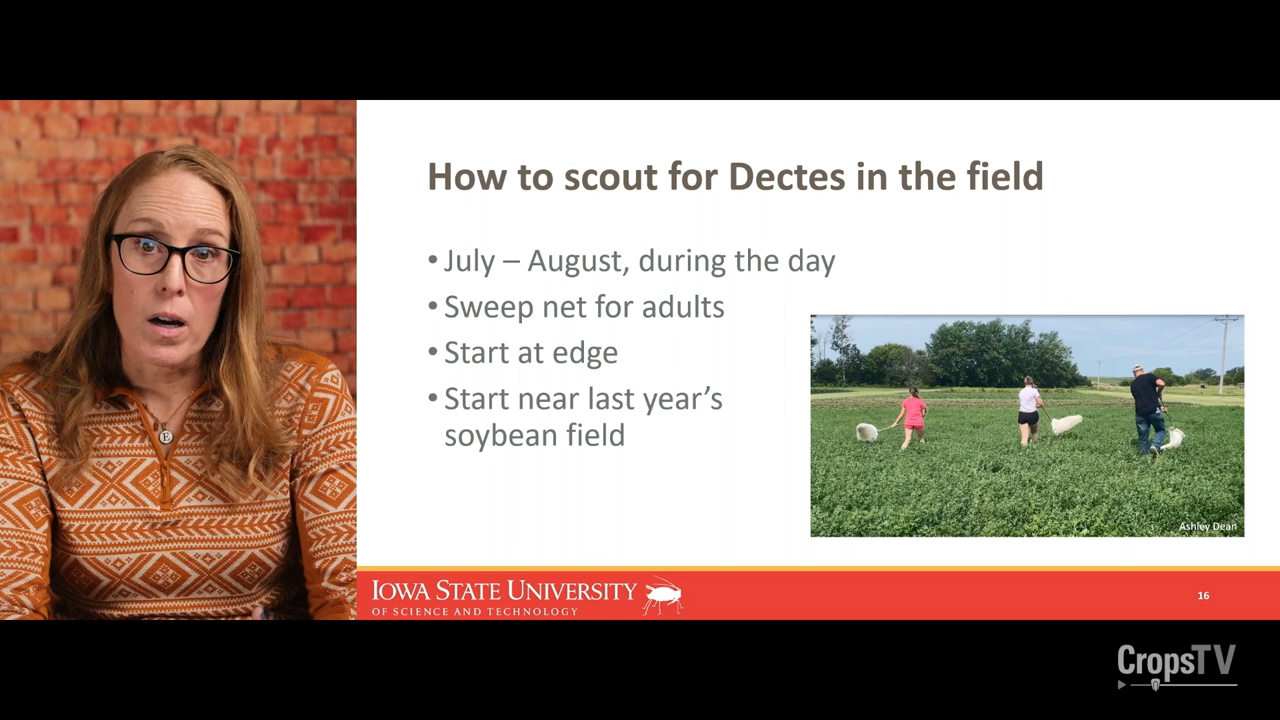 How to scout for Dectes in the field
• July – August, during the day
• Sweep net for adults
• Start at edge
• Start near last year's
soybean field
Ashley Dean
IOWA STATE UNIVERSITY
OF SCIENCE AND TECHNOLOGY
16
CropsTV